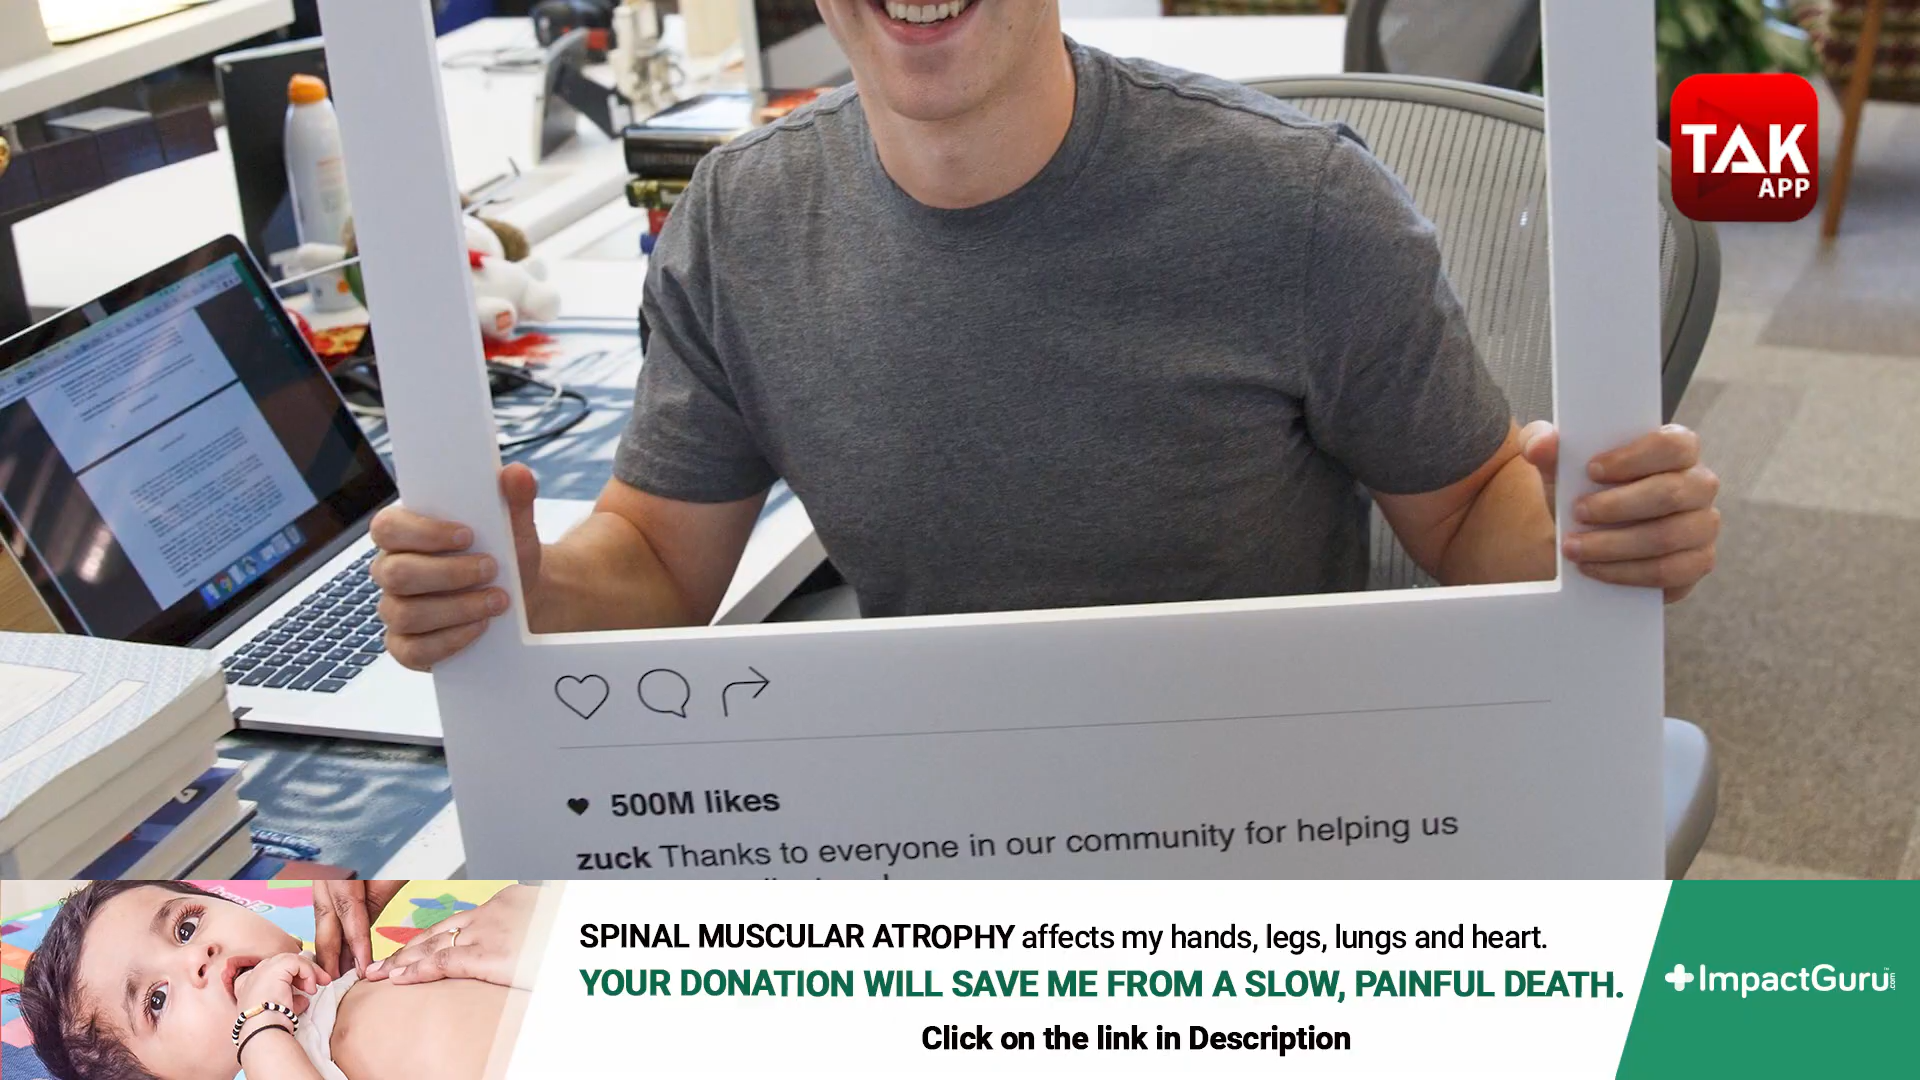 TAK
APP
500M likes
zuck Thanks to everyone in our community for helping us
SPINAL MUSCULAR ATROPHY affects my hands, legs, lungs and heart.
YOUR DONATION WILL SAVE ME FROM A SLOW, PAINFUL DEATH.
ImpactGuru.com
Click on the link in Description